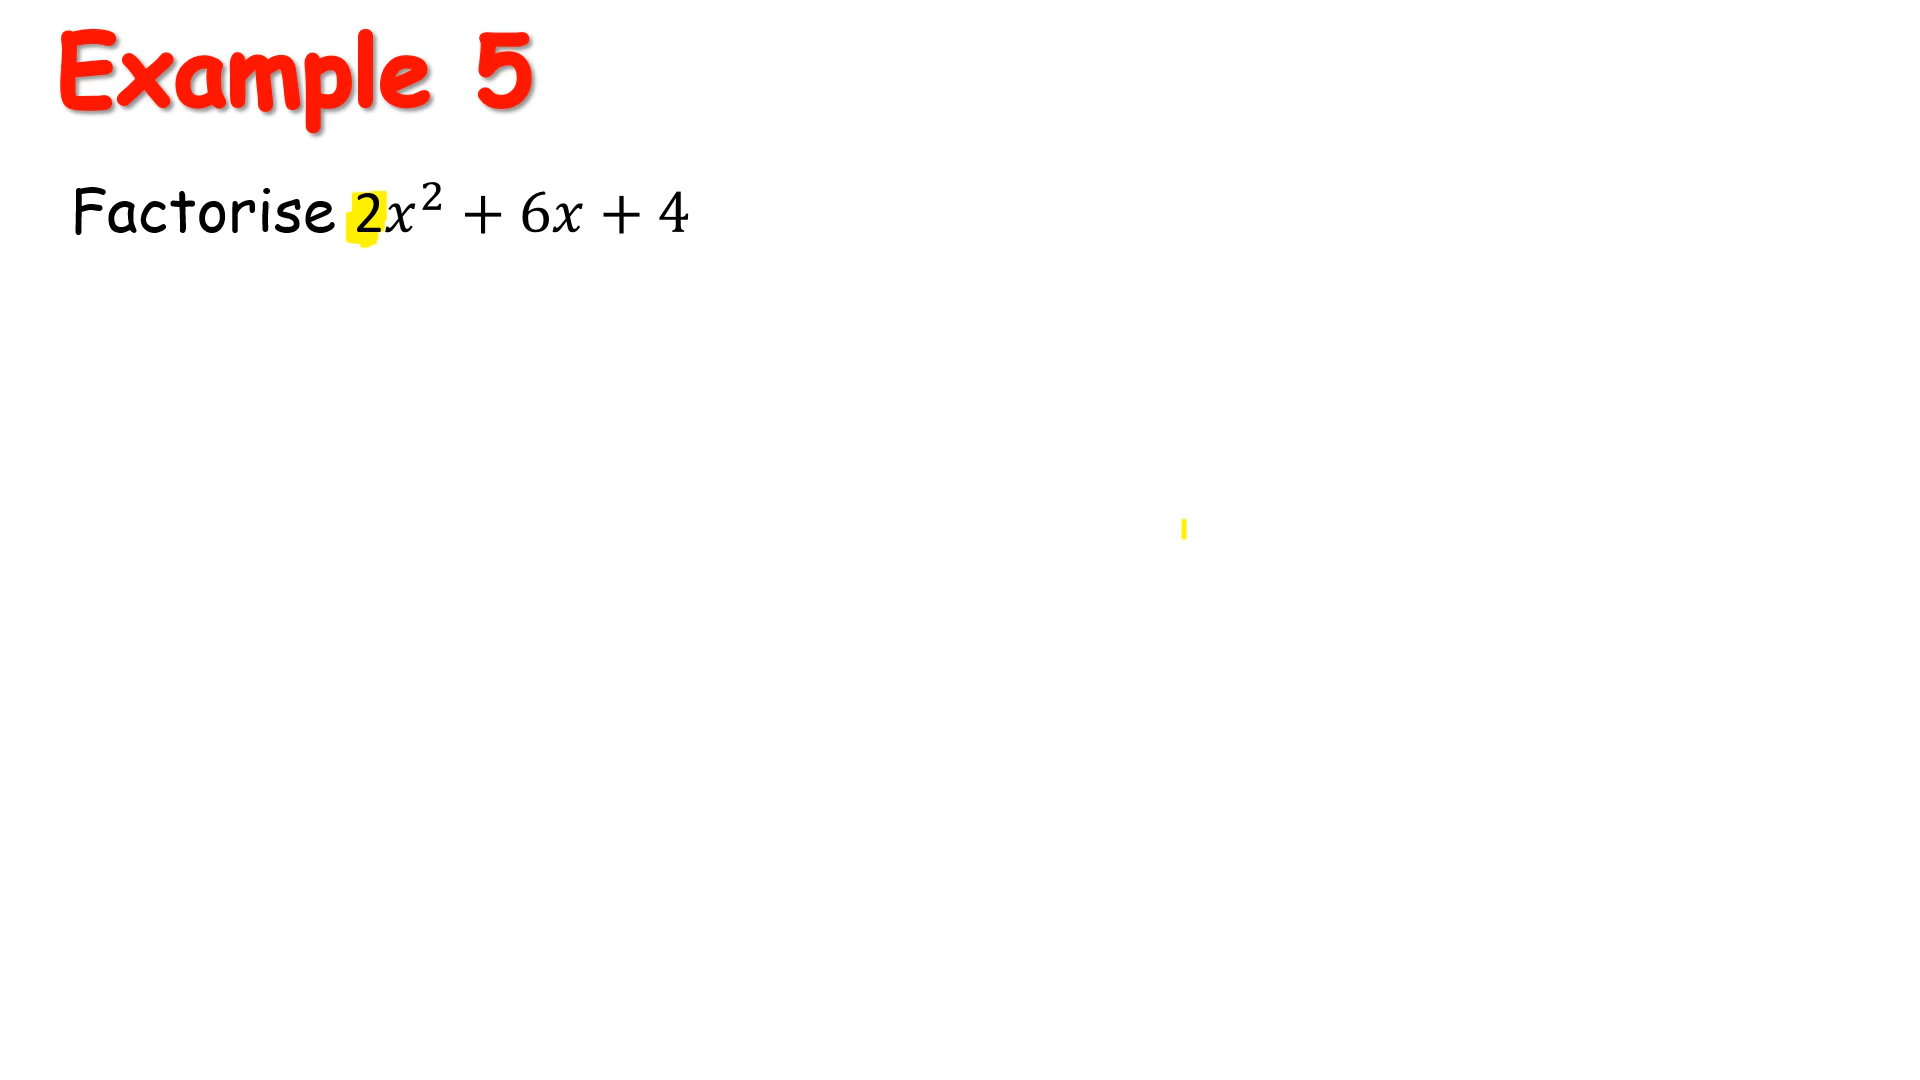 Example 5
Factorise 2𝑥² + 6𝑥 + 4